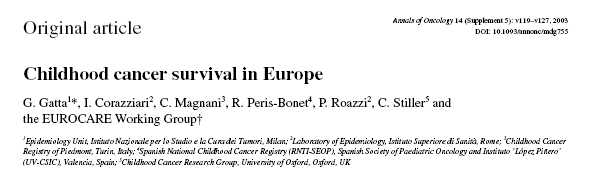 Original article
Annals of Oncology 14 (Supplement 5): v119–v127, 2003
DOI: 10.1093/annonc/mdg755
Childhood cancer survival in Europe
G. Gatta1*, I. Corazziari2, C. Magnani3, R. Peris-Bonet4, P. Roazzi2, C. Stiller5 and
the EUROCARE Working Group†
1Epidemiology Unit, Istituto Nazionale per lo Studio e la Cura dei Tumori, Milan; 2Laboratory of Epidemiology, Istituto Superiore di Sanità, Rome; 3Childhood Cancer
Registry of Piedmont, Turin, Italy; 4Spanish National Childhood Cancer Registry (RNTI-SEOP), Spanish Society of Paediatric Oncology and Instituto ‘López Piñero’
(UV-CSIC), Valencia, Spain; 5Childhood Cancer Research Group, University of Oxford, Oxford, UK